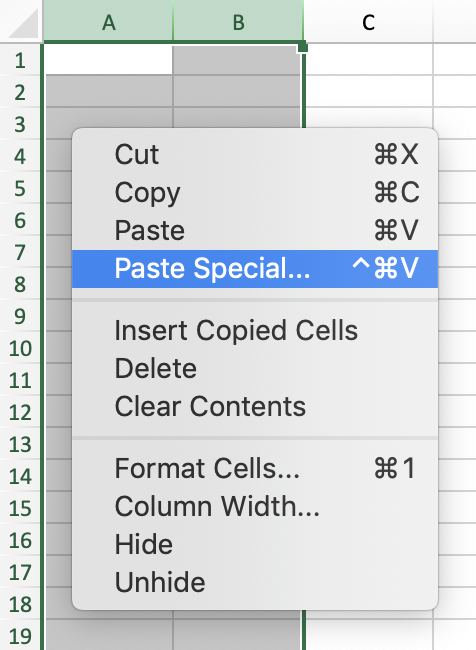 A B C
1
2
3
4
5
6
7
8
9
10
11
12
13
14
15
16
17
18
19
Cut ⌘X
Copy ⌘C
Paste ⌘V
Paste Special... ^⌘V
Insert Copied Cells
Delete
Clear Contents
Format Cells... ⌘1
Column Width...
Hide
Unhide